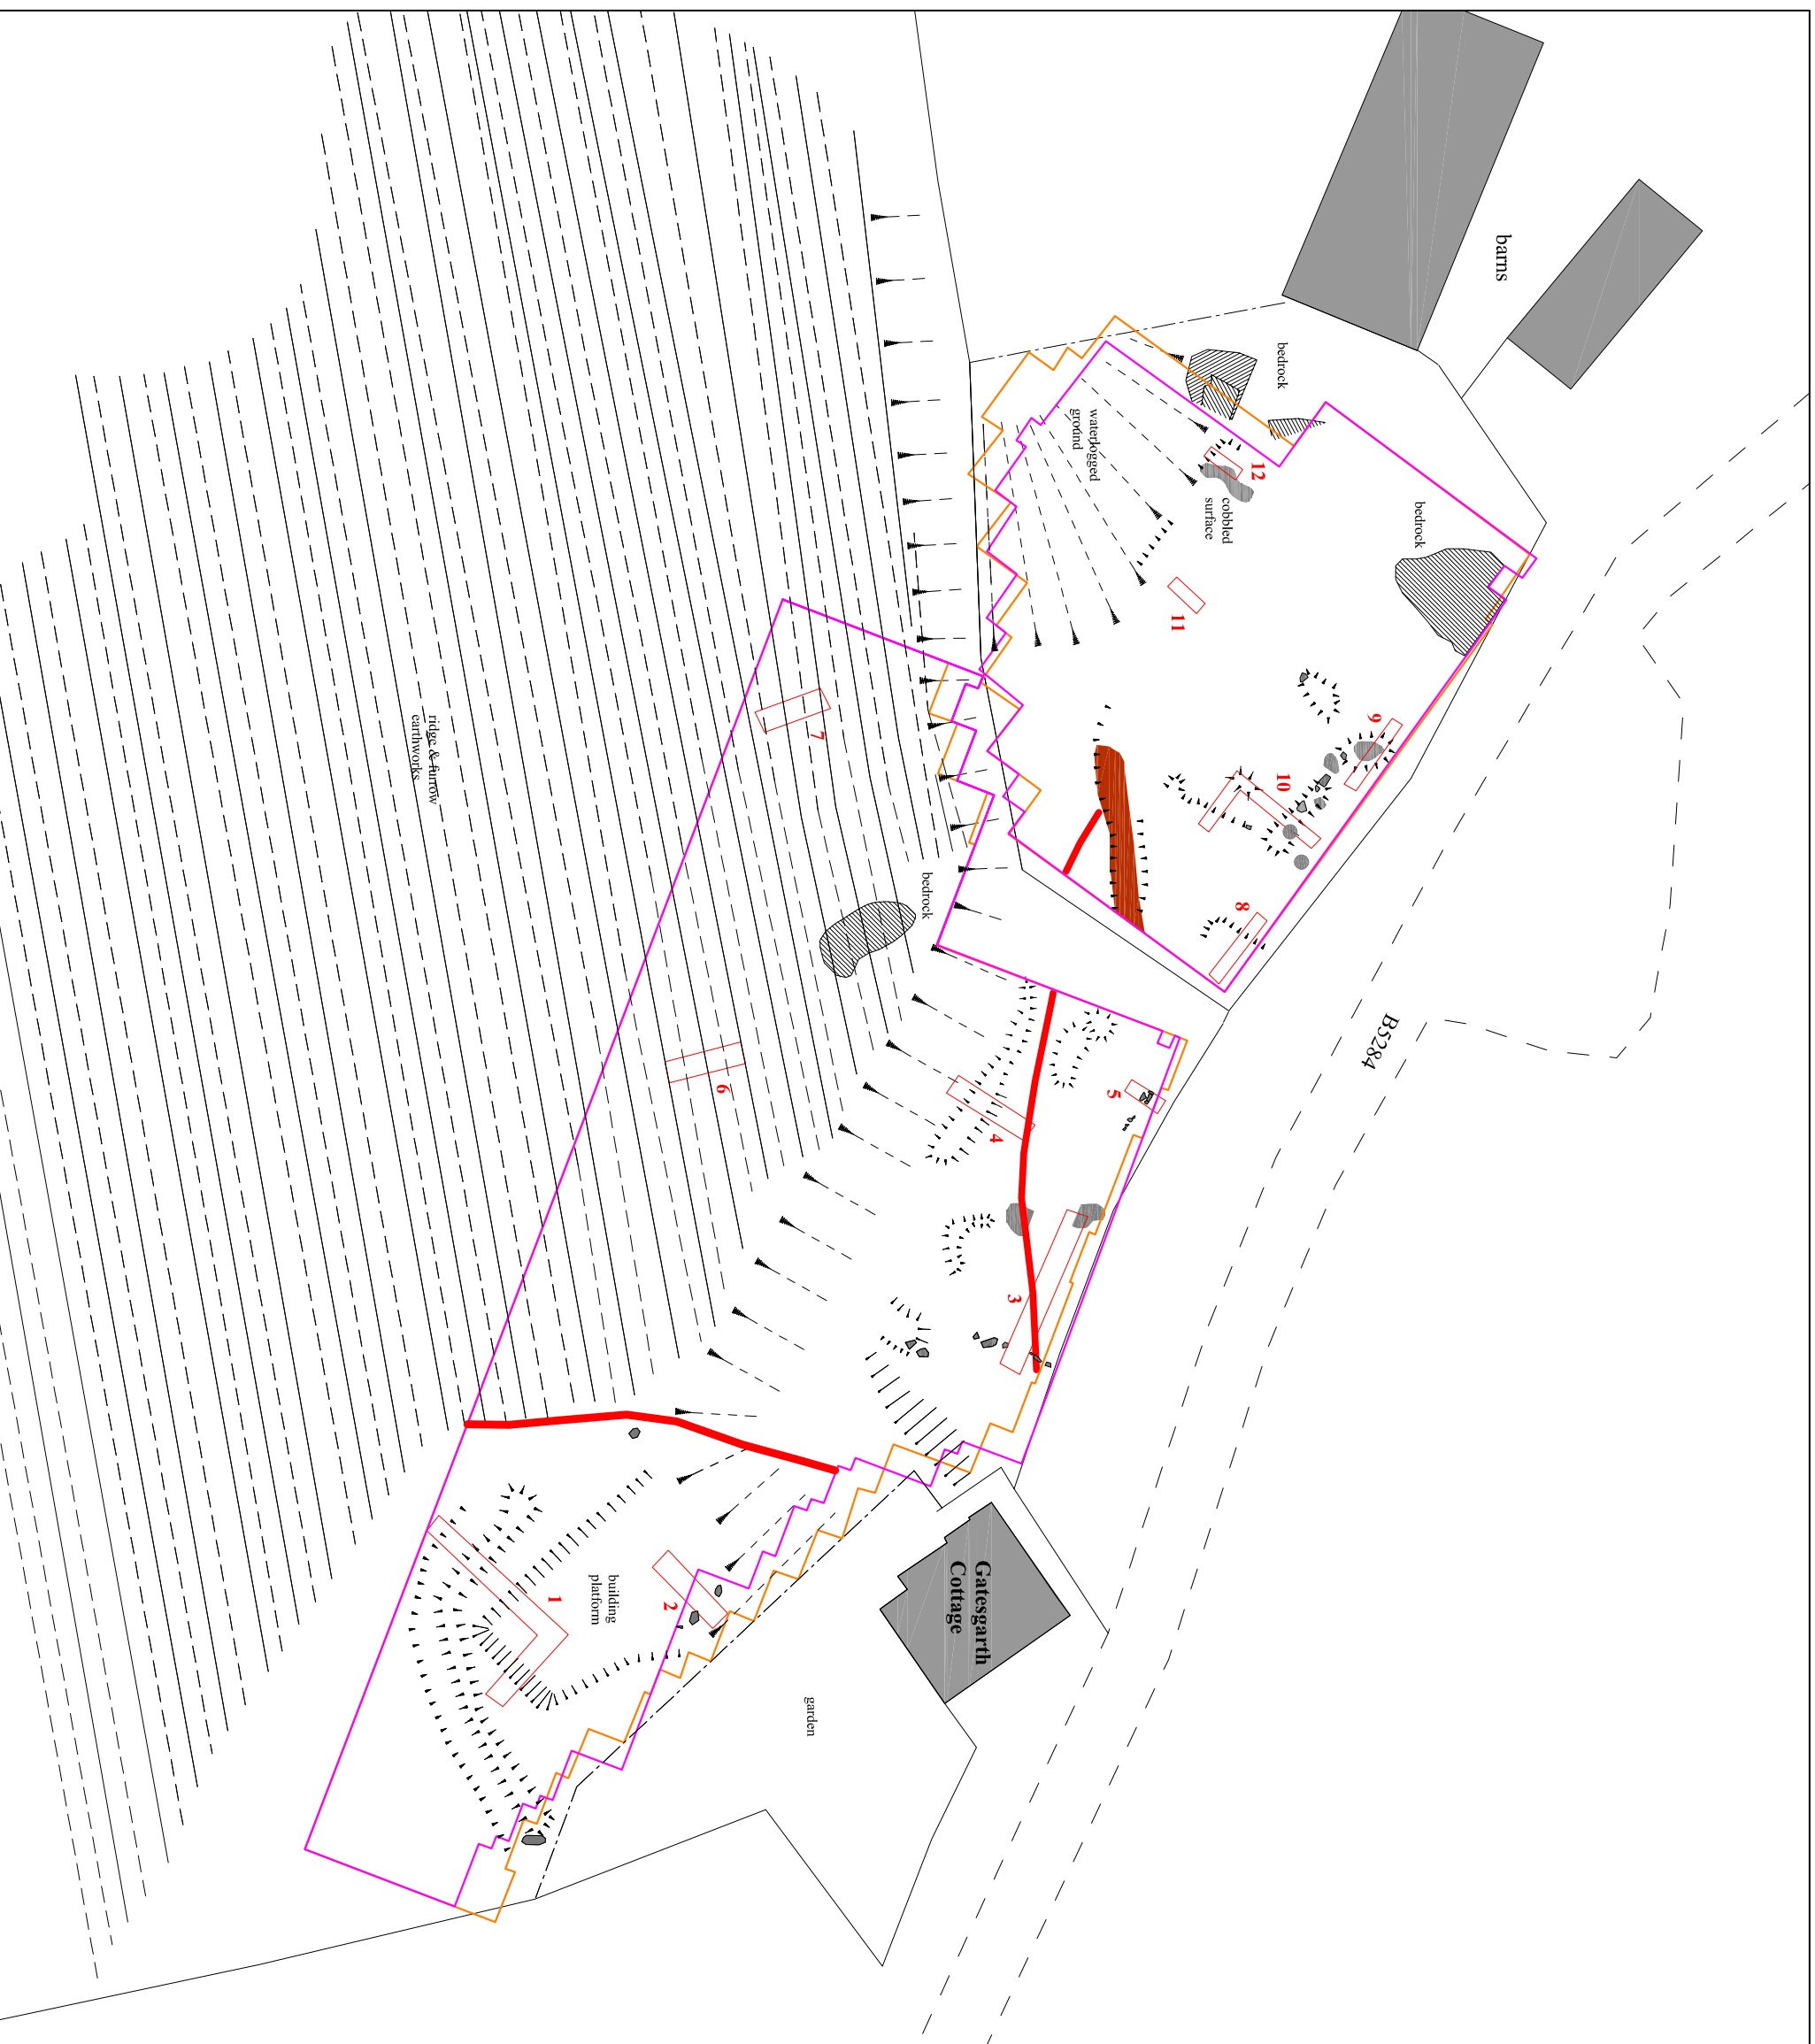 barns
bedrock
bedrock
waterlogged
ground
12
cobbled
surface
11
9
10
8
B5284
7
ridge & furrow
earthworks
bedrock
6
5
4
3
Gatesgarth
Cottage
building
platform
1
2
garden